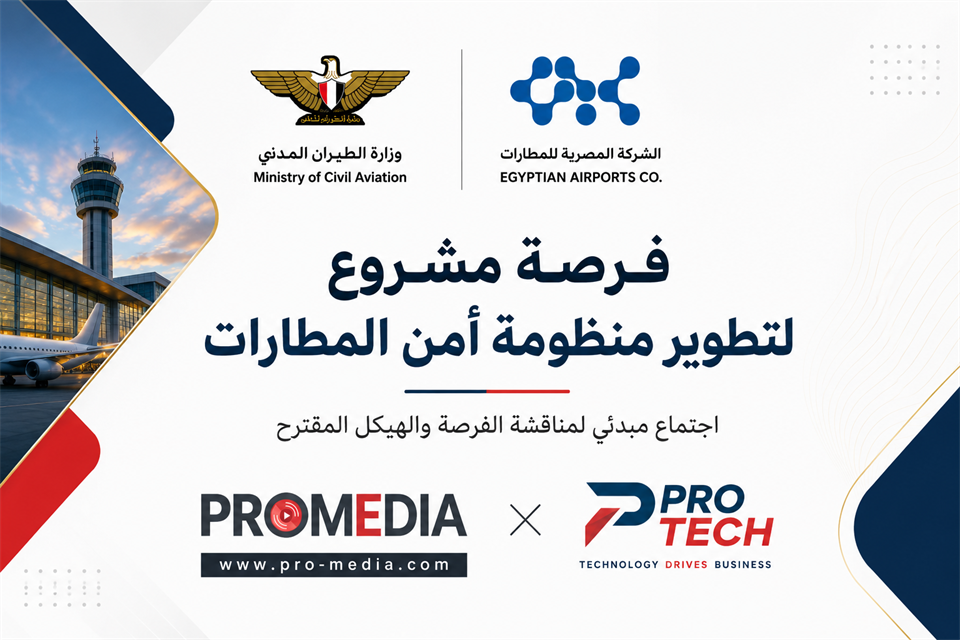 وزارة الطيران المدني
Ministry of Civil Aviation
الشركة المصرية للمطارات
EGYPTIAN AIRPORTS CO.
فرصة مشروع
لتطوير منظومة أمن المطارات
اجتماع مبدئي لمناقشة الفرصة والهيكل المقترح
PROMEDIA
www.pro-media.com
PRO
TECH
TECHNOLOGY DRIVES BUSINESS